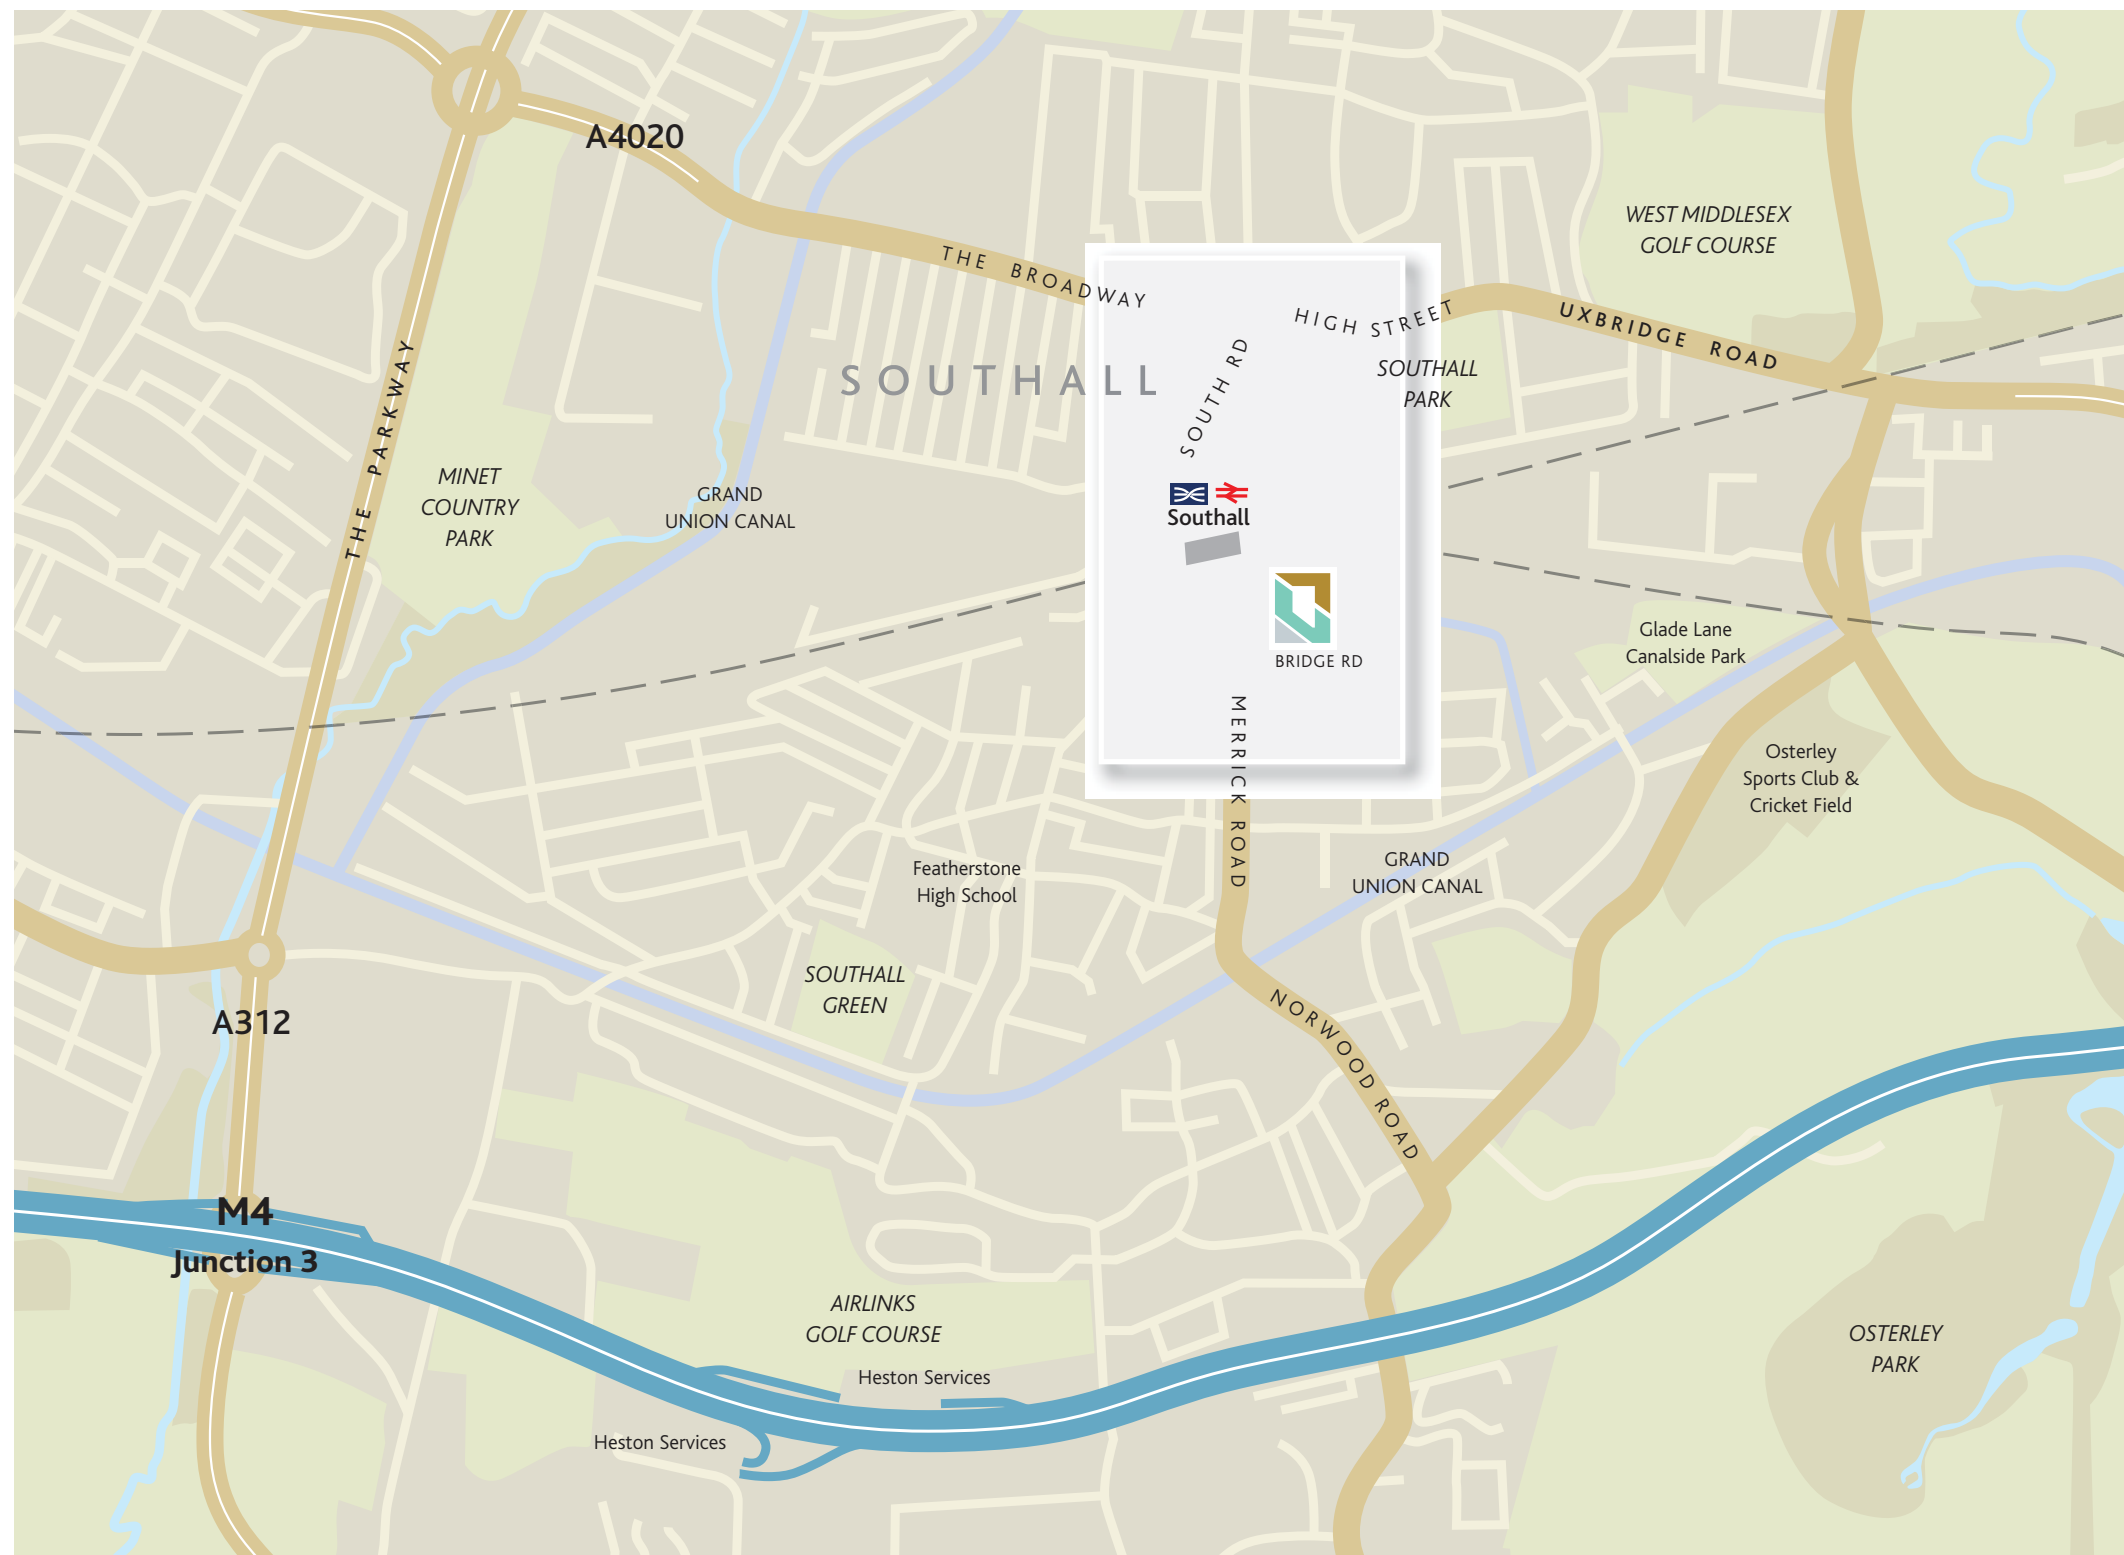 A4020
WEST MIDDLESEX
GOLF COURSE
THE BROADWAY
HIGH STREET
UXBRIDGE ROAD
SOUTH RD
SOUTHALL
SOUTHALL
PARK
THE PARKWAY
MINET
COUNTRY
PARK
GRAND
UNION CANAL
Southall
Glade Lane
Canalside Park
BRIDGE RD
MERRICK ROAD
Osterley
Sports Club &
Cricket Field
Featherstone
High School
GRAND
UNION CANAL
SOUTHALL
GREEN
A312
NORWOOD ROAD
M4
Junction 3
AIRLINKS
GOLF COURSE
OSTERLEY
PARK
Heston Services
Heston Services